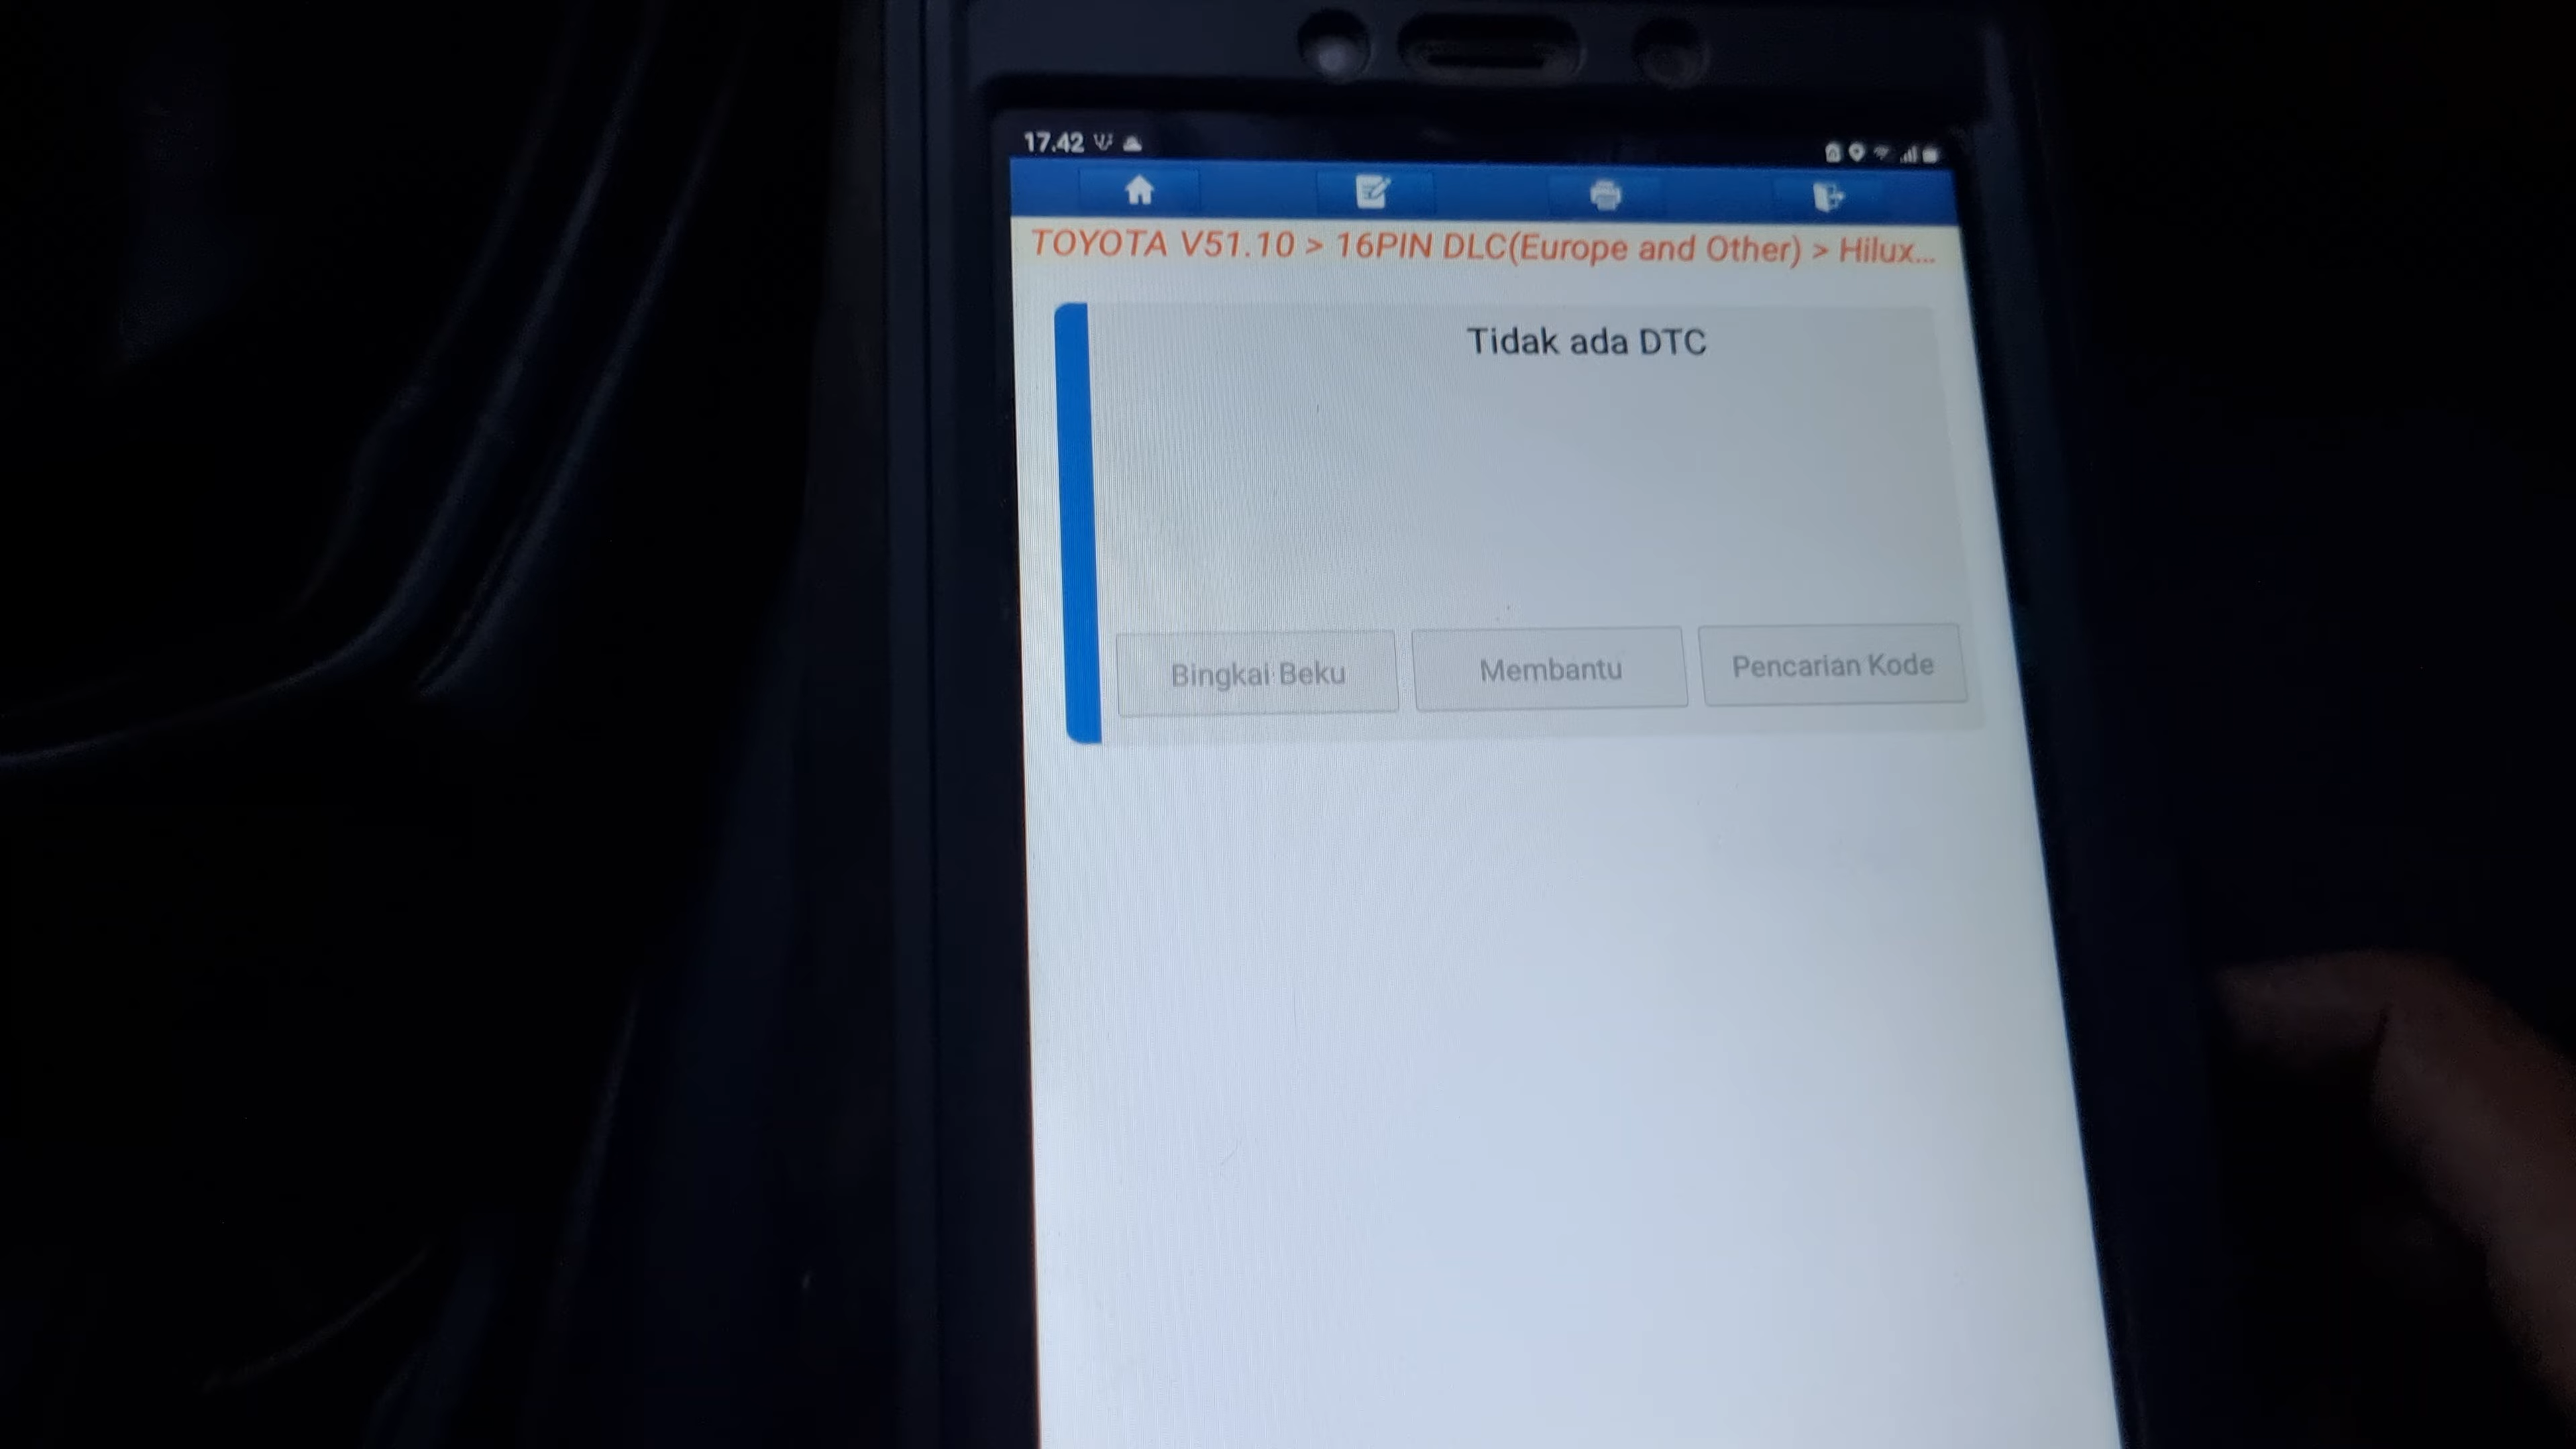 17.42
TOYOTA V51.10 > 16PIN DLC(Europe and Other) > Hilux...
Tidak ada DTC
Bingkai Beku
Membantu
Pencarian Kode